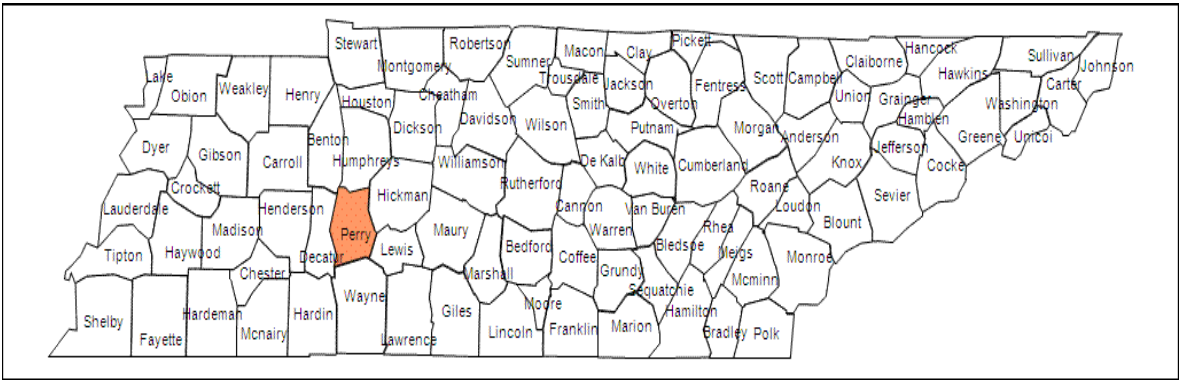 Stewart
Montgomery
Robertson
Sumner
Macon
Clay
Pickett
Trousdale
Jackson
Overton
Fentress
Scott
Campbell
Claiborne
Hancock
Hawkins
Sullivan
Johnson
Carter
Lake
Obion
Weakley
Henry
Houston
Cheatham
Davidson
Wilson
Smith
Putnam
Morgan
Anderson
Union
Grainger
Hamblen
Washington
Unicoi
Greene
Dyer
Gibson
Carroll
Benton
Humphreys
Dickson
Williamson
Rutherford
De Kalb
White
Cumberland
Roane
Knox
Jefferson
Cocke
Sevier
Crockett
Lauderdale
Madison
Henderson
Perry
Hickman
Maury
Cannon
Warren
Van Buren
Bledsoe
Rhea
Loudon
Blount
Tipton
Haywood
Chester
Decatur
Lewis
Marshall
Bedford
Coffee
Grundy
Sequatchie
Meigs
Mcminn
Monroe
Shelby
Fayette
Hardeman
Mcnairy
Hardin
Wayne
Lawrence
Giles
Lincoln
Moore
Franklin
Marion
Hamilton
Bradley
Polk